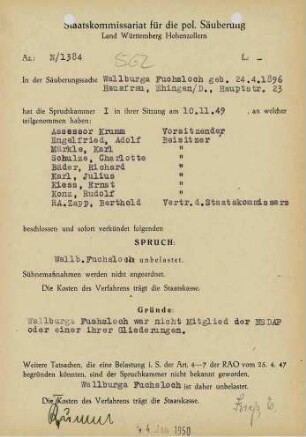 Staatskommissariat für die pol. Säuberung
Land Württemberg Hohenzollern
Az.: N/1384
562
L: -
In der Säuberungssache Wallburga Fuchsloch geb. 24.4.1896
Hausfrau, Ehingen/D., Hauptstr. 23
hat die Spruchkammer I in ihrer Sitzung am 10.11.49 , an welcher
teilgenommen haben:
Assessor Krumm Vorsitzender
Engelfried, Adolf Beisitzer
Märkle, Karl "
Schulze, Charlotte "
Bäder, Richard "
Karl, Julius "
Kiess, Ernst "
Konz, Rudolf "
RA.Zapp, Berthold Vertr.d.Staatskommissars
beschlossen und sofort verkündet folgenden
SPRUCH:
Wallb.Fuchsloch unbelastet.
Sühnemaßnahmen werden nicht angeordnet.
Die Kosten des Verfahrens trägt die Staatskasse.
Gründe:
Wallburga Fuchsloch war nicht Mitglied der NSDAP
oder einer ihrer Gliederungen.
Weitere Tatsachen, die eine Belastung i. S. der Art. 4—7 der RAO vom 25. 4. 47
begründen könnten, sind der Spruchkammer nicht bekannt geworden.
Wallburga Fuchsloch ist daher unbelastet.
Die Kosten des Verfahrens trägt die Staatskasse.
Krumm
1950